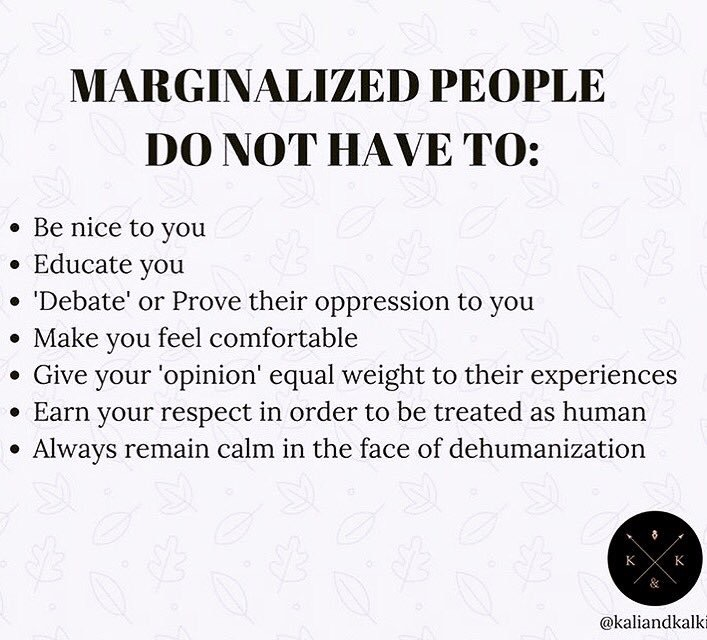 MARGINALIZED PEOPLE
DO NOT HAVE TO:
• Be nice to you
• Educate you
• 'Debate' or Prove their oppression to you
• Make you feel comfortable
• Give your 'opinion' equal weight to their experiences
• Earn your respect in order to be treated as human
• Always remain calm in the face of dehumanization
K K
&
@kaliandkalki